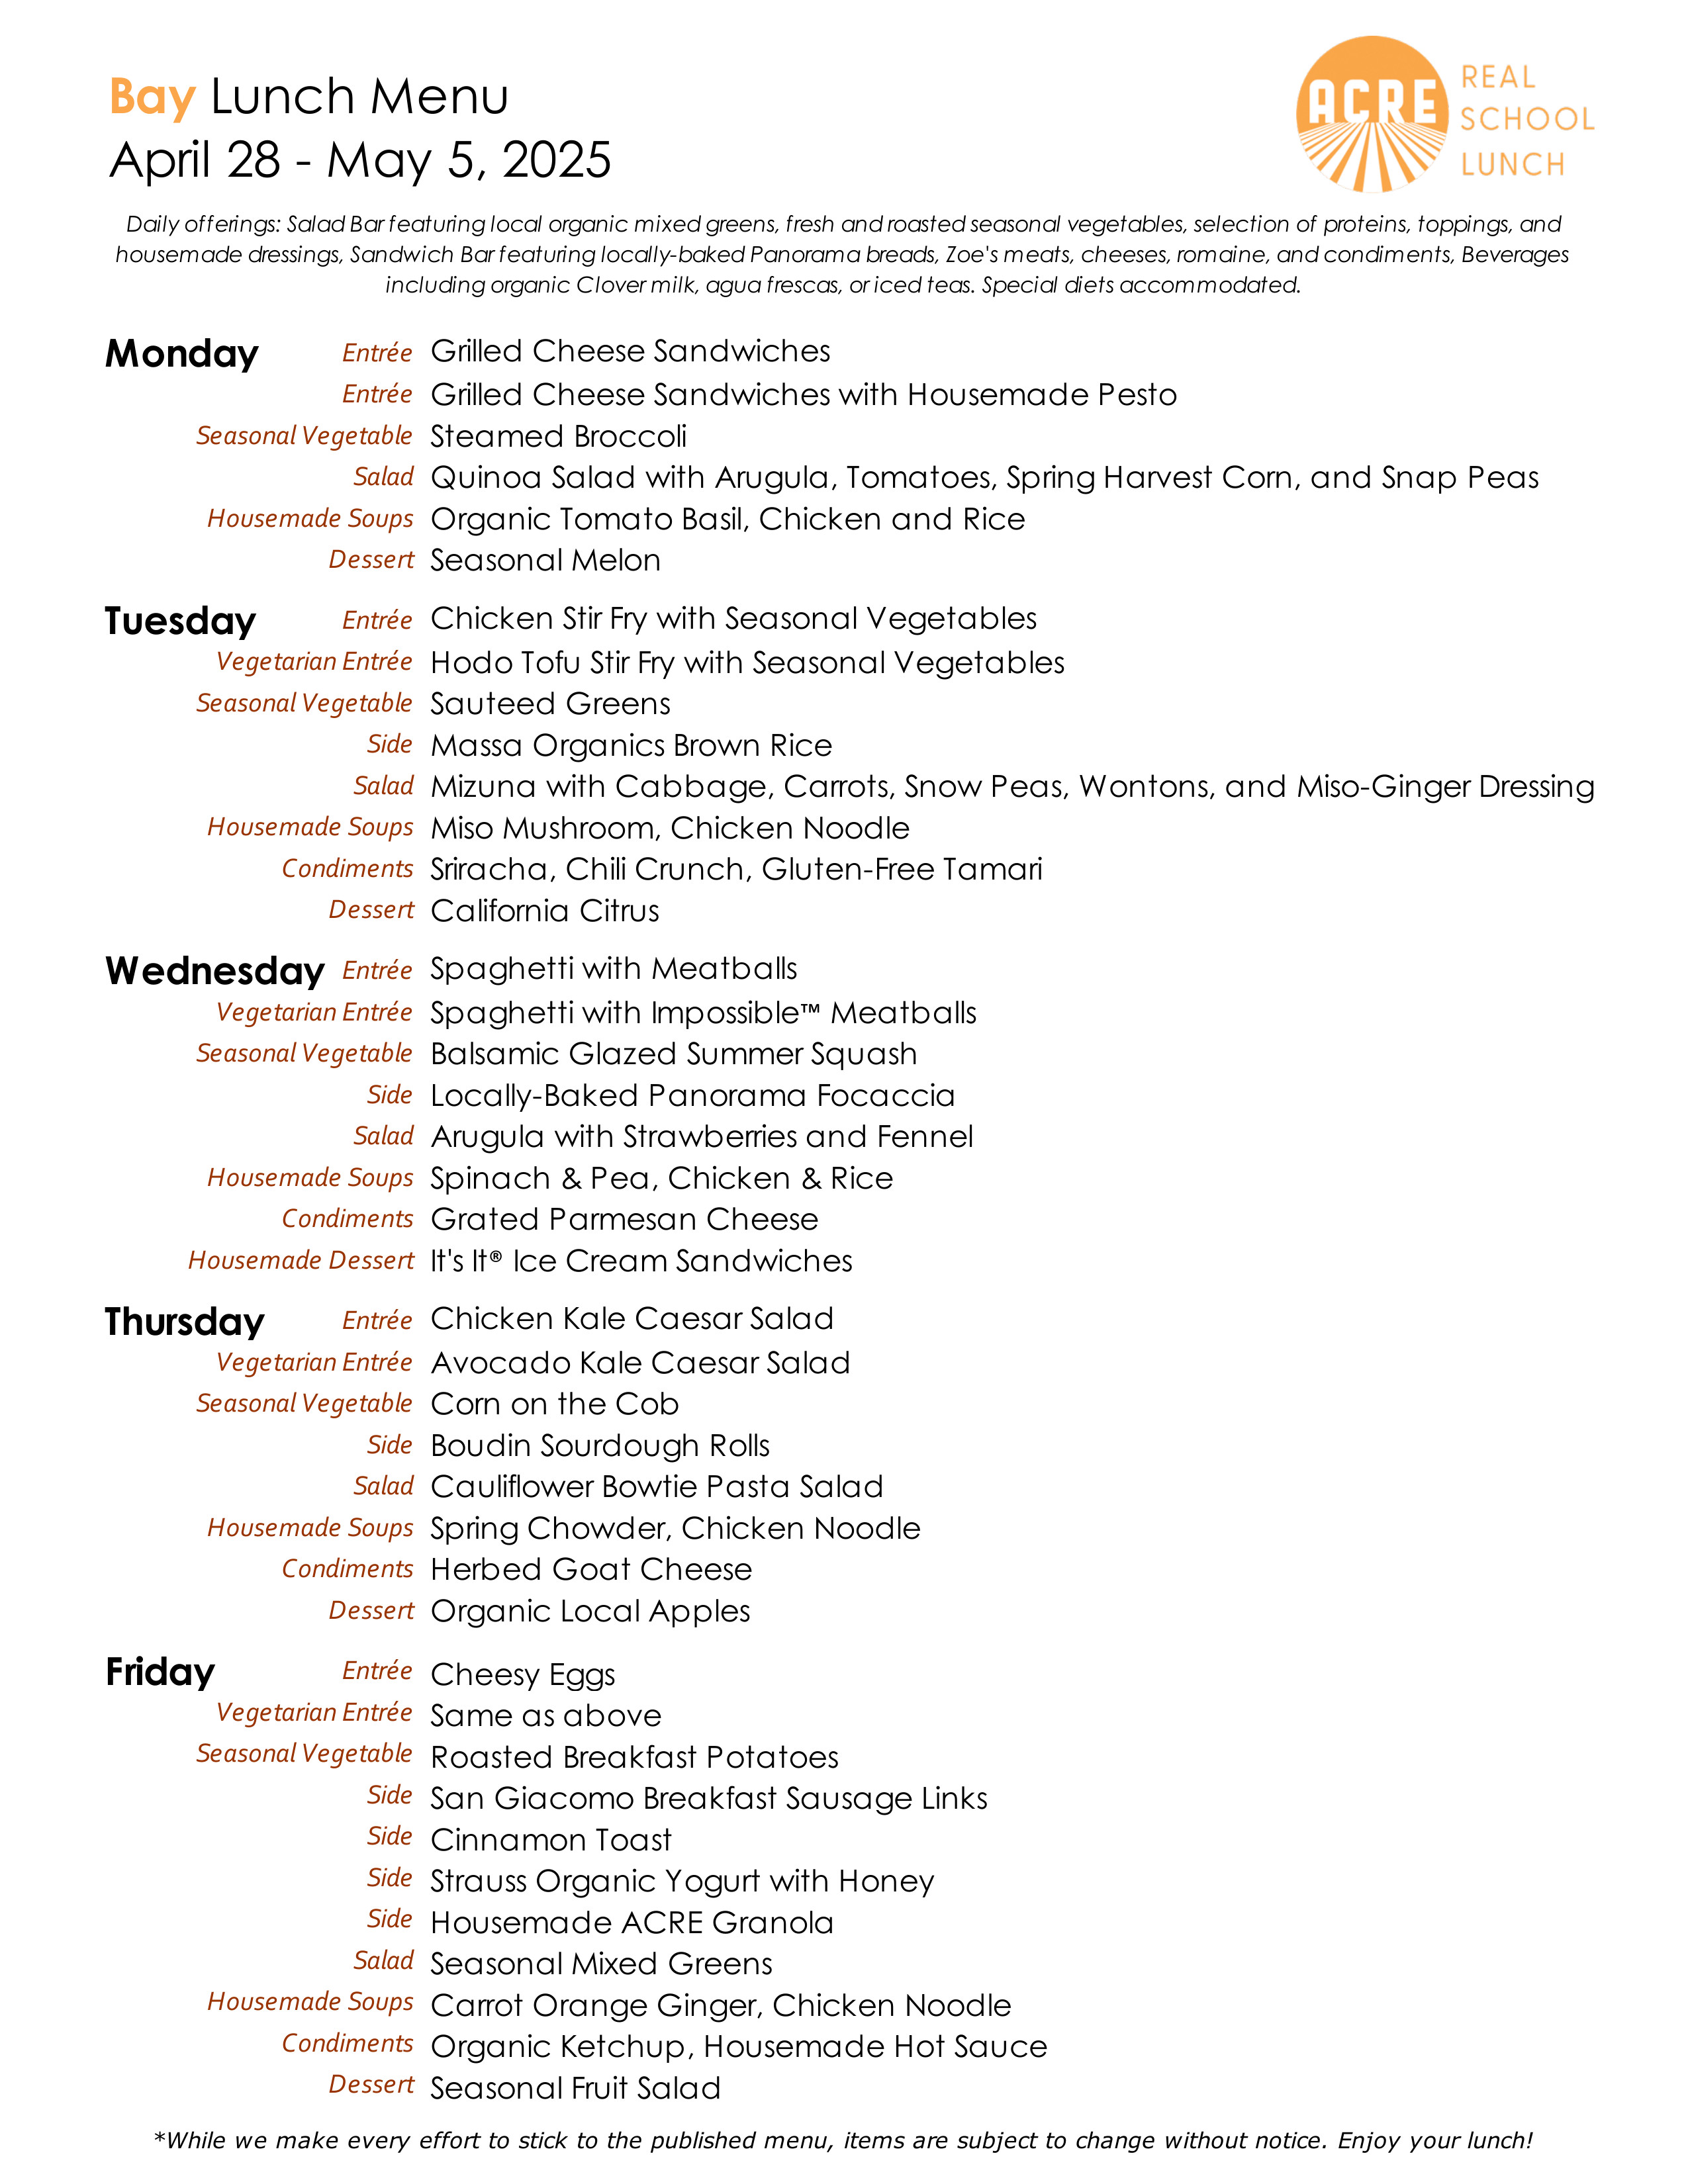 Bay Lunch Menu
April 28 - May 5, 2025
ACRE
REAL
SCHOOL
LUNCH
Daily offerings: Salad Bar featuring local organic mixed greens, fresh and roasted seasonal vegetables, selection of proteins, toppings, and
housemade dressings, Sandwich Bar featuring locally-baked Panorama breads, Zoe's meats, cheeses, romaine, and condiments, Beverages
including organic Clover milk, agua frescas, or iced teas. Special diets accommodated.
Monday Entrée Grilled Cheese Sandwiches
Entrée Grilled Cheese Sandwiches with Housemade Pesto
Seasonal Vegetable Steamed Broccoli
Salad Quinoa Salad with Arugula, Tomatoes, Spring Harvest Corn, and Snap Peas
Housemade Soups Organic Tomato Basil, Chicken and Rice
Dessert Seasonal Melon
Tuesday Entrée Chicken Stir Fry with Seasonal Vegetables
Vegetarian Entrée Hodo Tofu Stir Fry with Seasonal Vegetables
Seasonal Vegetable Sauteed Greens
Side Massa Organics Brown Rice
Salad Mizuna with Cabbage, Carrots, Snow Peas, Wontons, and Miso-Ginger Dressing
Housemade Soups Miso Mushroom, Chicken Noodle
Condiments Sriracha, Chili Crunch, Gluten-Free Tamari
Dessert California Citrus
Wednesday Entrée Spaghetti with Meatballs
Vegetarian Entrée Spaghetti with Impossible™ Meatballs
Seasonal Vegetable Balsamic Glazed Summer Squash
Side Locally-Baked Panorama Focaccia
Salad Arugula with Strawberries and Fennel
Housemade Soups Spinach & Pea, Chicken & Rice
Condiments Grated Parmesan Cheese
Housemade Dessert It's It® Ice Cream Sandwiches
Thursday Entrée Chicken Kale Caesar Salad
Vegetarian Entrée Avocado Kale Caesar Salad
Seasonal Vegetable Corn on the Cob
Side Boudin Sourdough Rolls
Salad Cauliflower Bowtie Pasta Salad
Housemade Soups Spring Chowder, Chicken Noodle
Condiments Herbed Goat Cheese
Dessert Organic Local Apples
Friday Entrée Cheesy Eggs
Vegetarian Entrée Same as above
Seasonal Vegetable Roasted Breakfast Potatoes
Side San Giacomo Breakfast Sausage Links
Side Cinnamon Toast
Side Strauss Organic Yogurt with Honey
Side Housemade ACRE Granola
Salad Seasonal Mixed Greens
Housemade Soups Carrot Orange Ginger, Chicken Noodle
Condiments Organic Ketchup, Housemade Hot Sauce
Dessert Seasonal Fruit Salad
*While we make every effort to stick to the published menu, items are subject to change without notice. Enjoy your lunch!